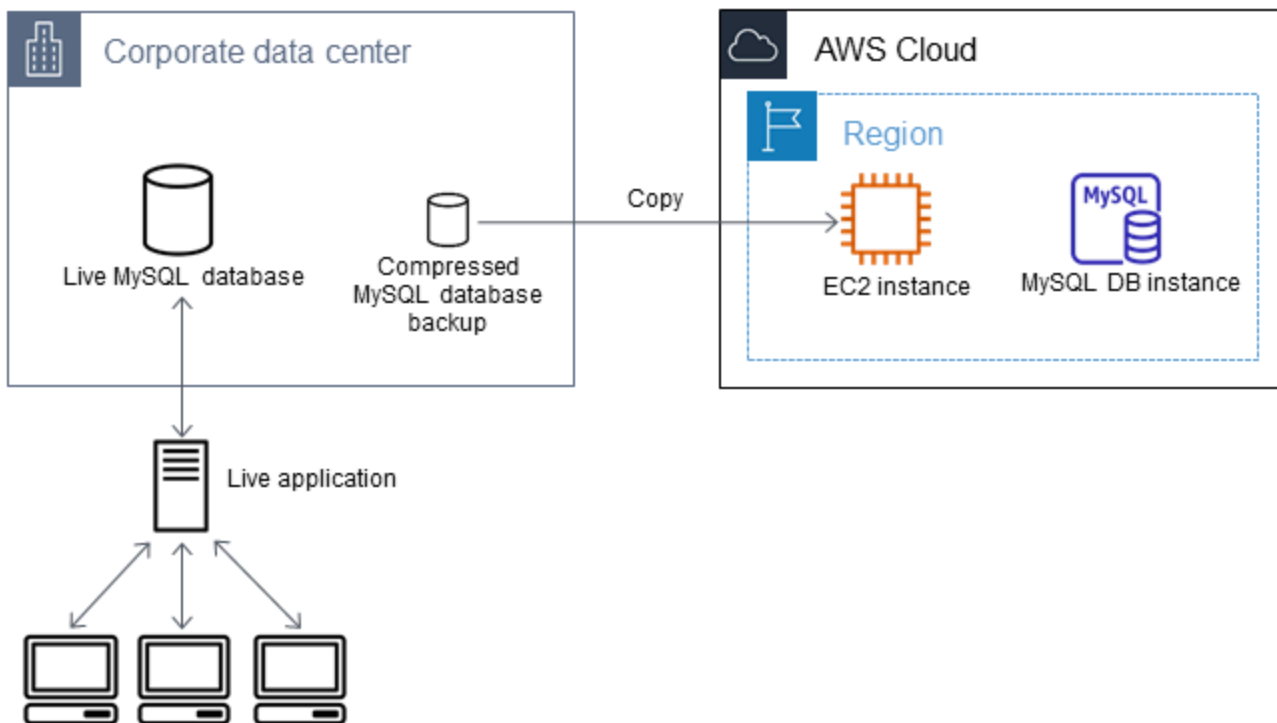 Corporate data center
AWS Cloud
Region
Copy
MySQL
Live MySQL database
Compressed
MySQL database
backup
EC2 instance
MySQL DB instance
Live application